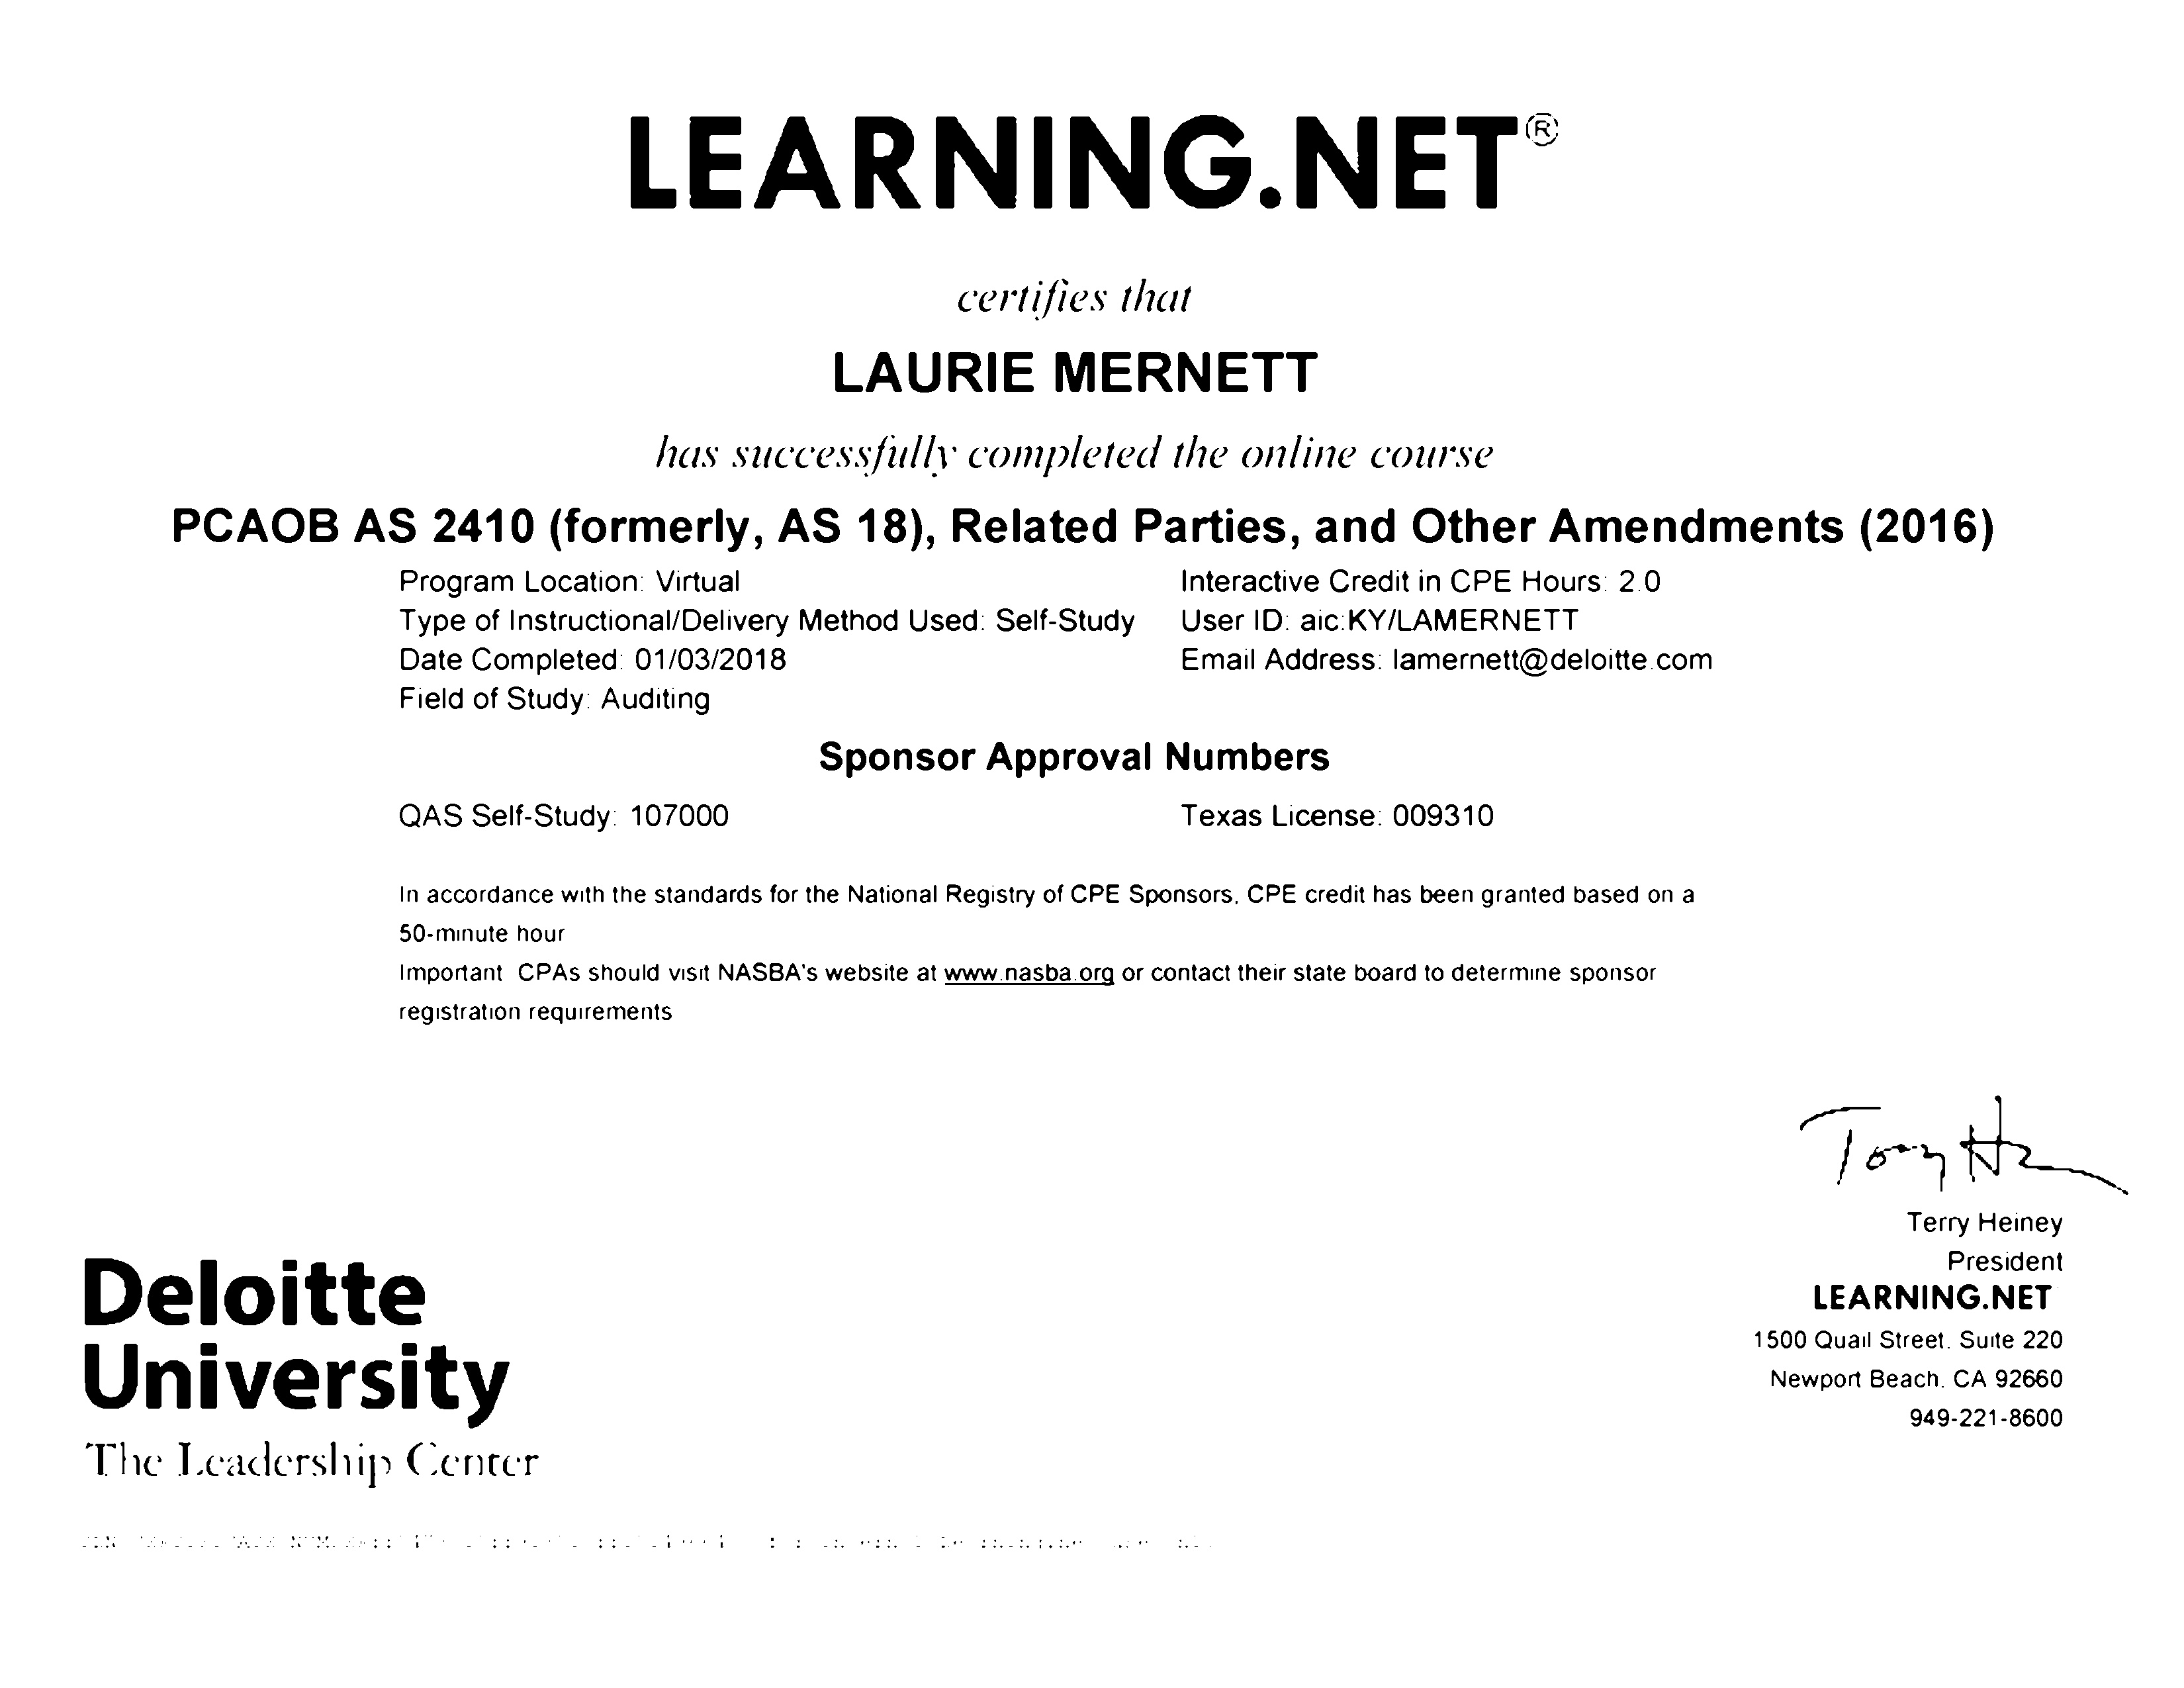 LEARNING.NET®
certifies that
LAURIE MERNETT
has successfully completed the online course
PCAOB AS 2410 (formerly, AS 18), Related Parties, and Other Amendments (2016)
Program Location: Virtual
Interactive Credit in CPE Hours: 2.0
Type of Instructional/Delivery Method Used: Self-Study
User ID: aic:KY/LAMERNETT
Date Completed: 01/03/2018
Email Address: lamernett@deloitte.com
Field of Study: Auditing
Sponsor Approval Numbers
QAS Self-Study: 107000
Texas License: 009310
In accordance with the standards for the National Registry of CPE Sponsors, CPE credit has been granted based on a
50-minute hour
Important CPAs should visit NASBA's website at www.nasba.org or contact their state board to determine sponsor
registration requirements
Terry Heiney
President
LEARNING.NET
1500 Quail Street. Suite 220
Newport Beach. CA 92660
949-221-8600
Deloitte
University
The Leadership Center